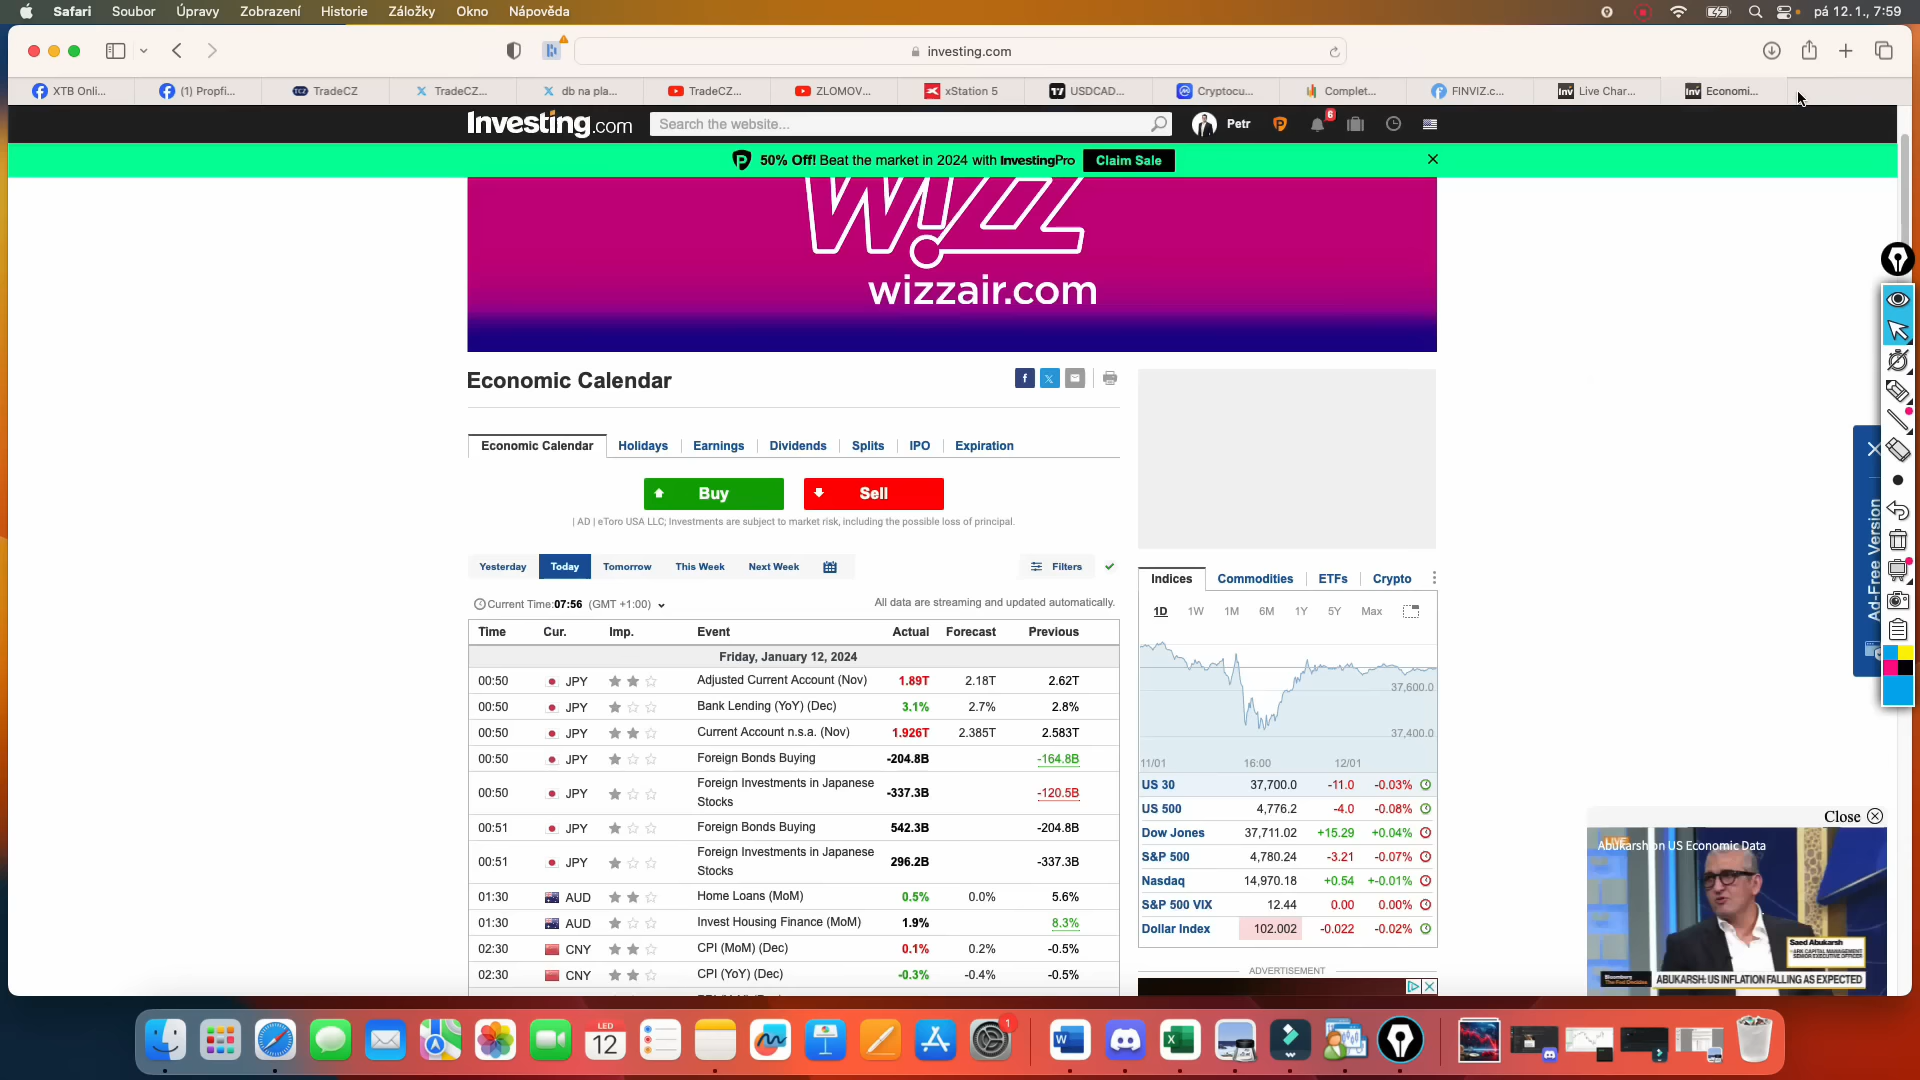 Safari Soubor Úpravy Zobrazení Historie Záložky Okno Nápověda pá 12. 1., 7:59
investing.com
XTB Onli... (1) Propfi... TradeCZ TradeCZ... db na pla... TradeCZ... ZLOMOV... xStation 5 USDCAD... Cryptocu... Complet... FINVIZ.c... Live Char... Economi...
Investing.com Search the website... Petr 6
50% Off! Beat the market in 2024 with InvestingPro Claim Sale
WIZZ
wizzair.com
Economic Calendar
Economic Calendar Holidays Earnings Dividends Splits IPO Expiration
Buy Sell
| AD | eToro USA LLC; Investments are subject to market risk, including the possible loss of principal.
Yesterday Today Tomorrow This Week Next Week Filters
Current Time:07:56 (GMT +1:00) All data are streaming and updated automatically.
Time Cur. Imp. Event Actual Forecast Previous
Friday, January 12, 2024
00:50 JPY Adjusted Current Account (Nov) 1.89T 2.18T 2.62T
00:50 JPY Bank Lending (YoY) (Dec) 3.1% 2.7% 2.8%
00:50 JPY Current Account n.s.a. (Nov) 1.926T 2.385T 2.583T
00:50 JPY Foreign Bonds Buying -204.8B -164.8B
00:50 JPY Foreign Investments in Japanese Stocks -337.3B -120.5B
00:51 JPY Foreign Bonds Buying 542.3B -204.8B
00:51 JPY Foreign Investments in Japanese Stocks 296.2B -337.3B
01:30 AUD Home Loans (MoM) 0.5% 0.0% 5.6%
01:30 AUD Invest Housing Finance (MoM) 1.9% 8.3%
02:30 CNY CPI (MoM) (Dec) 0.1% 0.2% -0.5%
02:30 CNY CPI (YoY) (Dec) -0.3% -0.4% -0.5%
Indices Commodities ETFs Crypto
1D 1W 1M 6M 1Y 5Y Max
37,600.0
37,400.0
11/01 16:00 12/01
US 30 37,700.0 -11.0 -0.03%
US 500 4,776.2 -4.0 -0.08%
Dow Jones 37,711.02 +15.29 +0.04%
S&P 500 4,780.24 -3.21 -0.07%
Nasdaq 14,970.18 +0.54 +-0.01%
S&P 500 VIX 12.44 0.00 0.00%
Dollar Index 102.002 -0.022 -0.02%
ADVERTISEMENT
Ad-Free Version
Close
LIVE
Abukarsh on US Economic Data
Saed Abukarsh
ARK CAPITAL MANAGEMENT
SENIOR EXECUTIVE OFFICER
Bloomberg
ABUKARSH: US INFLATION FALLING AS EXPECTED
LED
12
1